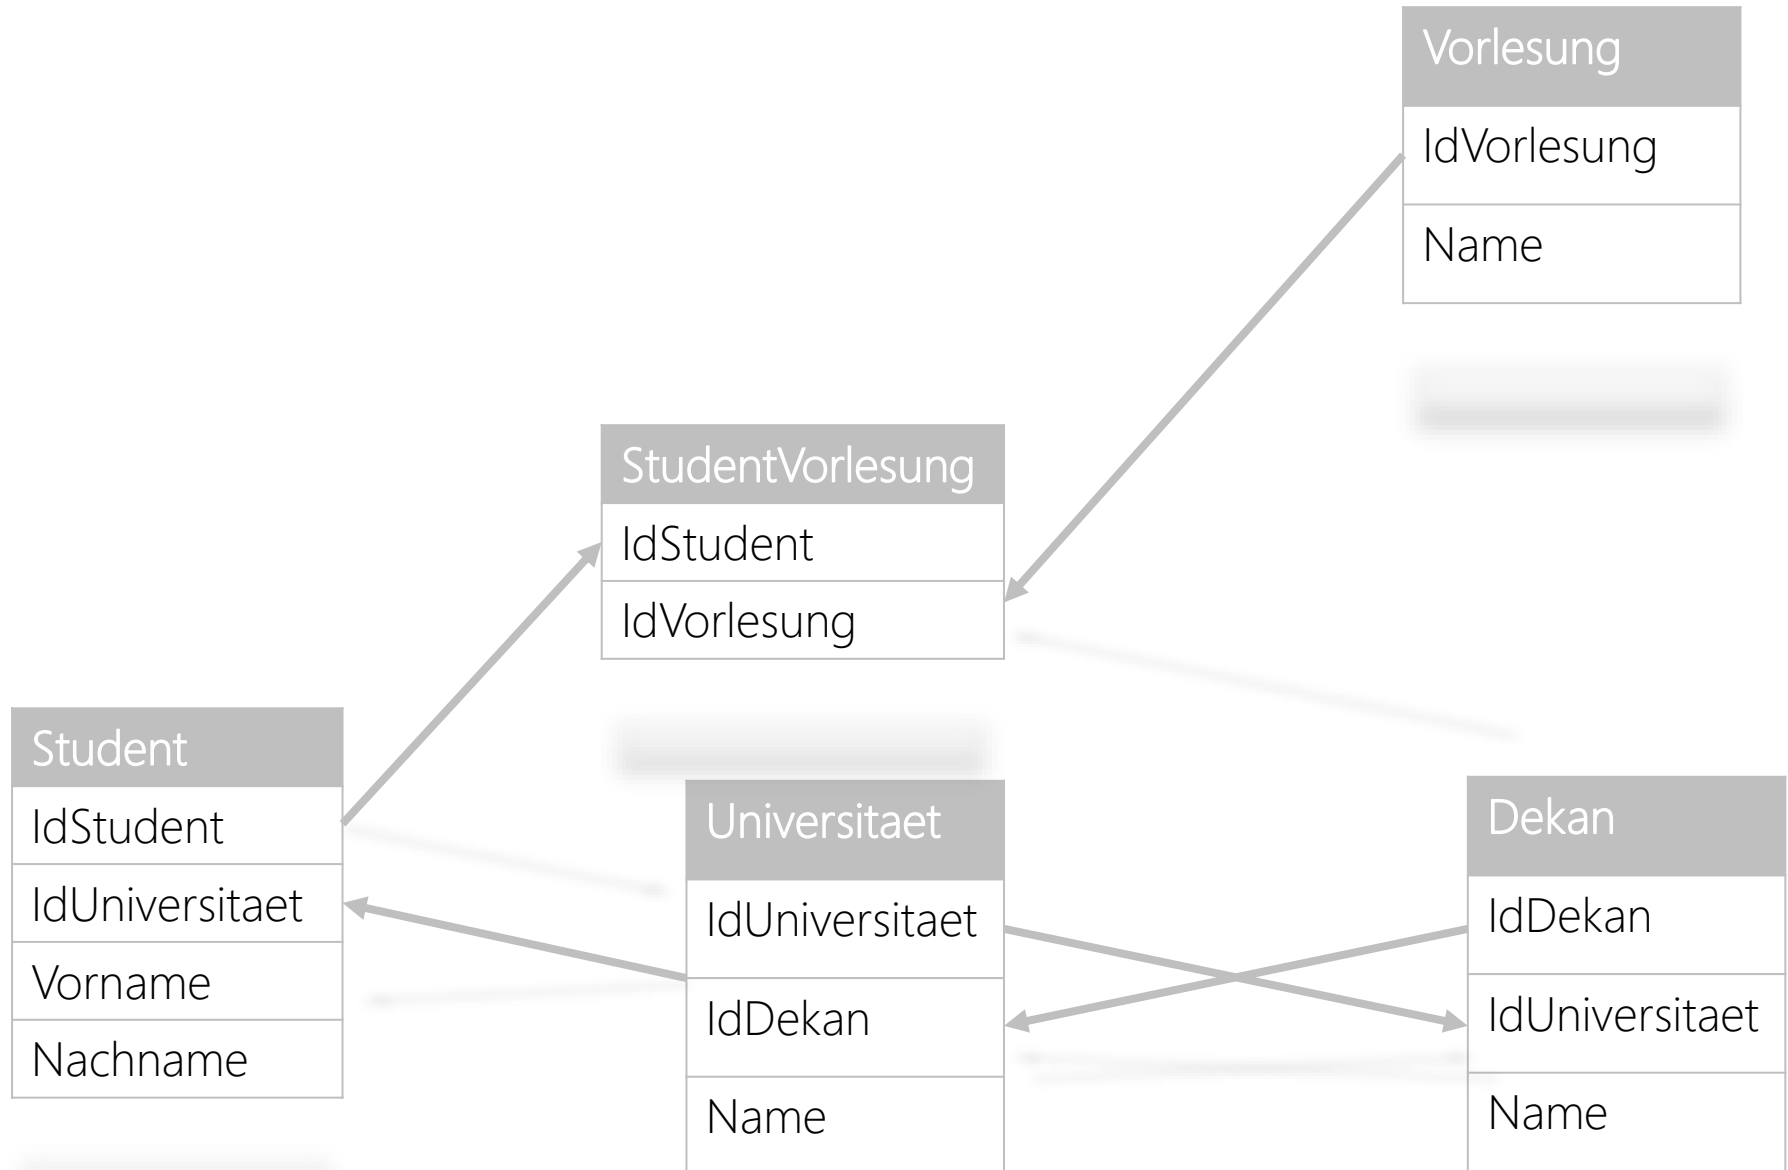 Vorlesung
IdVorlesung
Name
StudentVorlesung
IdStudent
IdVorlesung
Student
IdStudent
IdUniversitaet
Vorname
Nachname
Universitaet
IdUniversitaet
IdDekan
Name
Dekan
IdDekan
IdUniversitaet
Name